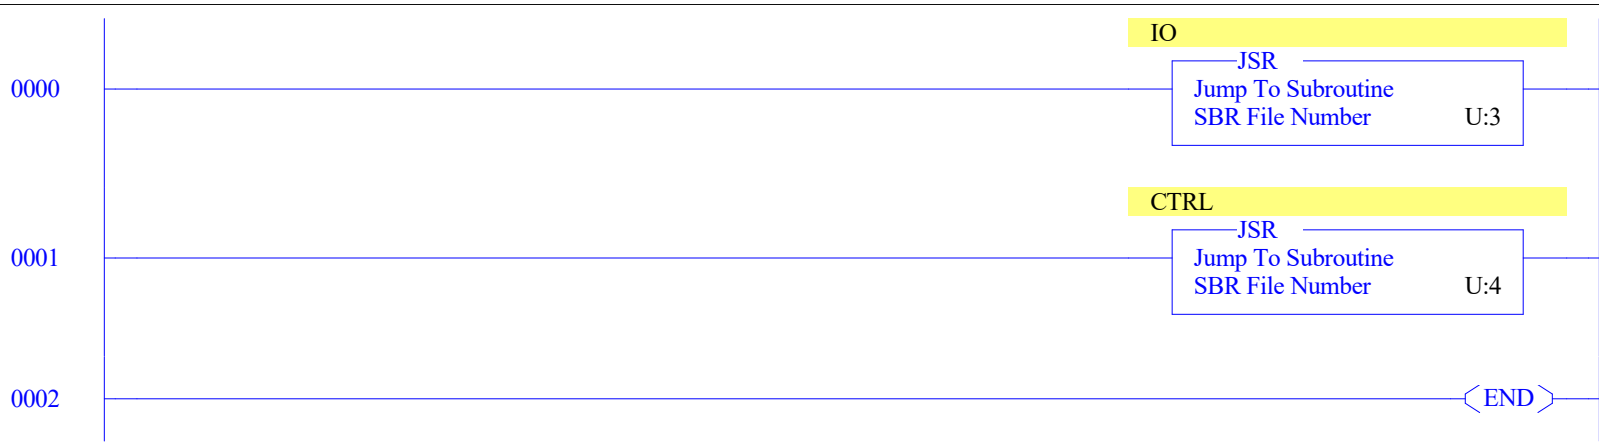 IO
JSR
0000
Jump To Subroutine
SBR File Number U:3
CTRL
JSR
0001
Jump To Subroutine
SBR File Number U:4
0002
END